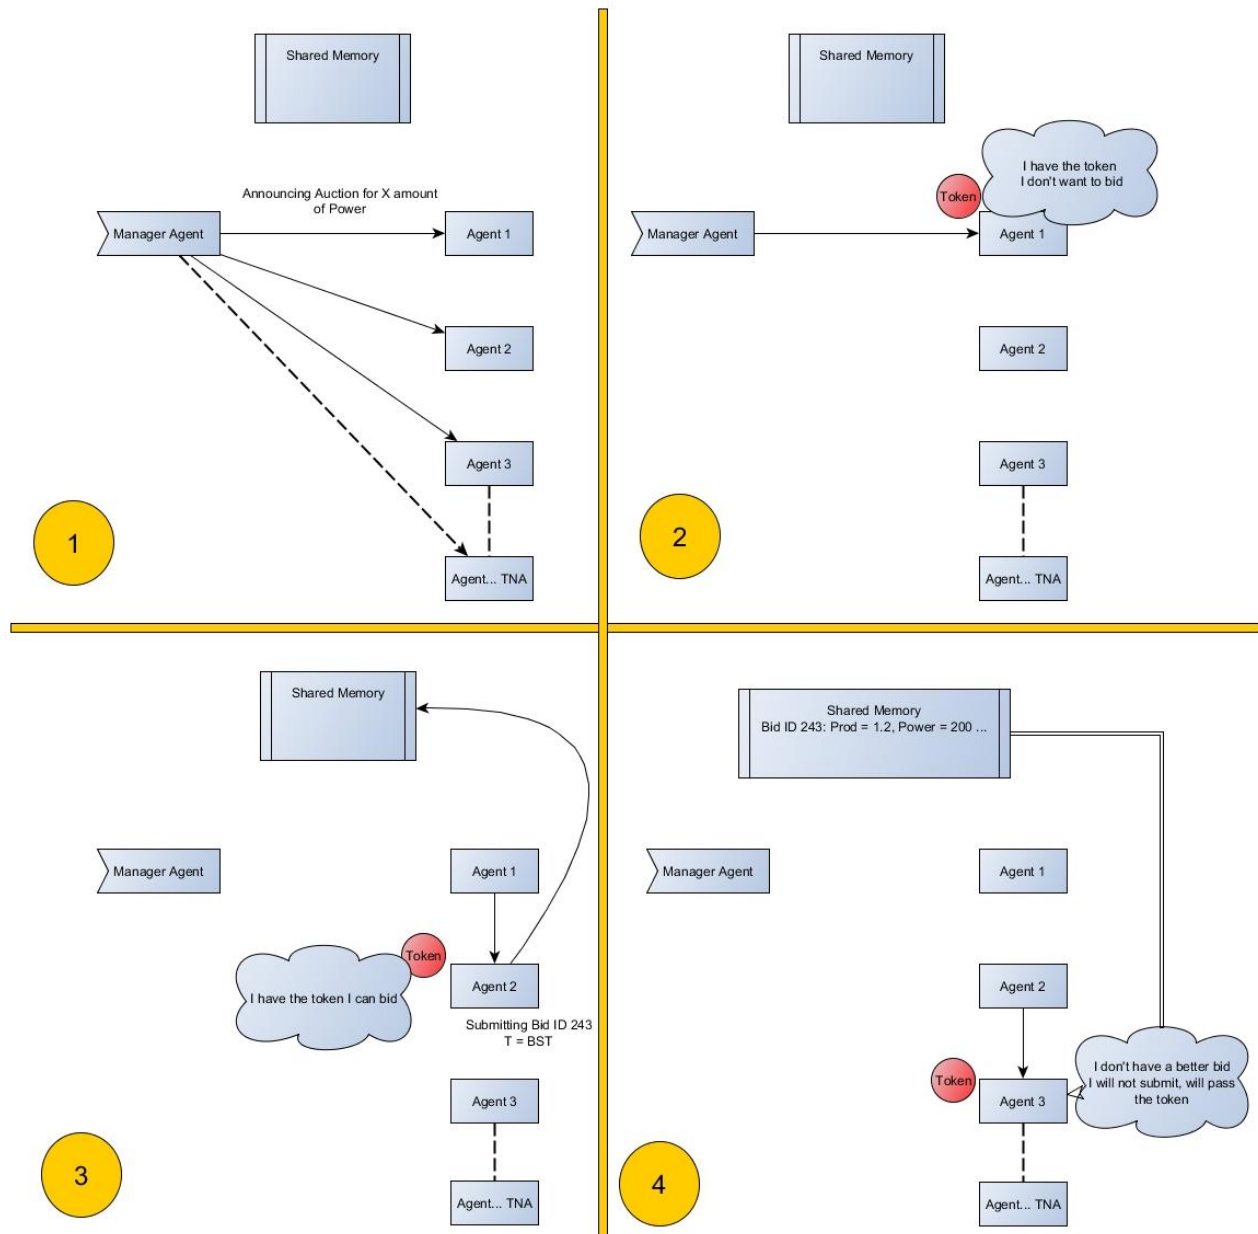 Shared Memory
Announcing Auction for X amount
of Power
Manager Agent
Agent 1
Agent 2
Agent 3
Agent... TNA
1
Shared Memory
I have the token
I don't want to bid
Token
Manager Agent
Agent 1
Agent 2
Agent 3
Agent... TNA
2
Shared Memory
Manager Agent
Agent 1
Token
I have the token I can bid
Agent 2
Submitting Bid ID 243
T = BST
Agent 3
Agent... TNA
3
Shared Memory
Bid ID 243: Prod = 1.2, Power = 200 ...
Manager Agent
Agent 1
Agent 2
Token
Agent 3
I don't have a better bid
I will not submit, will pass
the token
Agent... TNA
4